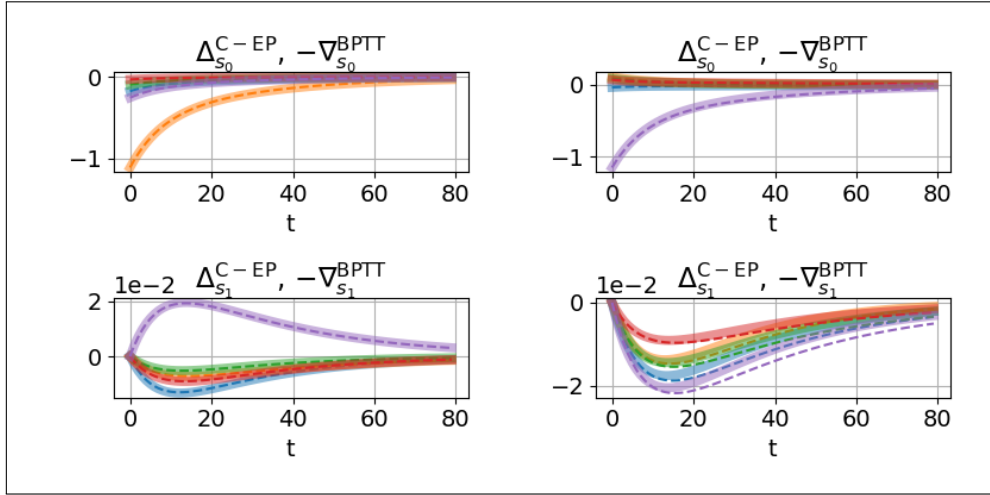 Δ_{s_0}^{C−EP}, −∇_{s_0}^{BPTT}
0
−1
0 20 40 60 80
t
Δ_{s_0}^{C−EP}, −∇_{s_0}^{BPTT}
0
−1
0 20 40 60 80
t
Δ_{s_1}^{C−EP}, −∇_{s_1}^{BPTT}
1e−2
2
0
0 20 40 60 80
t
Δ_{s_1}^{C−EP}, −∇_{s_1}^{BPTT}
1e−2
0
−2
0 20 40 60 80
t